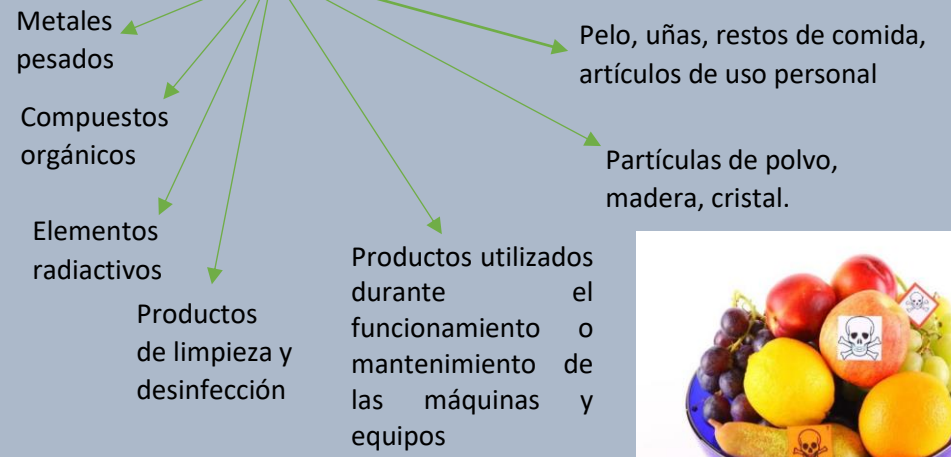 Metales
pesados
Pelo, uñas, restos de comida,
artículos de uso personal
Compuestos
orgánicos
Partículas de polvo,
madera, cristal.
Elementos
radiactivos
Productos utilizados
durante el
funcionamiento o
mantenimiento de
las máquinas y
equipos
Productos
de limpieza y
desinfección